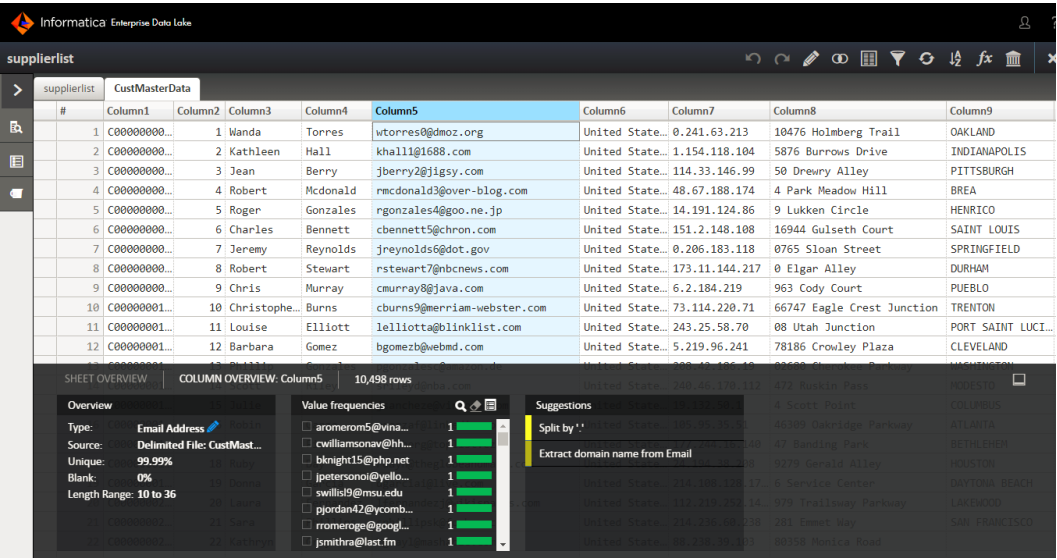 Informatica Enterprise Data Lake
supplierlist
fx
supplierlist CustMasterData
# Column1 Column2 Column3 Column4 Column5 Column6 Column7 Column8 Column9
1 C00000000... 1 Wanda Torres wtorres0@dmoz.org United State... 0.241.63.213 10476 Holmberg Trail OAKLAND
2 C00000000... 2 Kathleen Hall khall1@1688.com United State... 1.154.118.104 5876 Burrows Drive INDIANAPOLIS
3 C00000000... 3 Jean Berry jberry2@jigsy.com United State... 114.33.146.99 50 Drewry Alley PITTSBURGH
4 C00000000... 4 Robert Mcdonald rmcdonald3@over-blog.com United State... 48.67.188.174 4 Park Meadow Hill BREA
5 C00000000... 5 Roger Gonzales rgonzales4@goo.ne.jp United State... 14.191.124.86 9 Lukken Circle HENRICO
6 C00000000... 6 Charles Bennett cbennett5@chron.com United State... 151.2.148.108 16944 Gulseth Court SAINT LOUIS
7 C00000000... 7 Jeremy Reynolds jreynolds6@dot.gov United State... 0.206.183.118 0765 Sloan Street SPRINGFIELD
8 C00000000... 8 Robert Stewart rstewart7@nbcnews.com United State... 173.11.144.217 0 Elgar Alley DURHAM
9 C00000000... 9 Chris Murray cmurray8@java.com United State... 6.2.184.219 963 Cody Court PUEBLO
10 C00000001... 10 Christophe... Burns cburns9@merriam-webster.com United State... 73.114.220.71 66747 Eagle Crest Junction TRENTON
11 C00000001... 11 Louise Elliott lelliotta@blinklist.com United State... 243.25.58.70 08 Utah Junction PORT SAINT LUCI...
12 C00000001... 12 Barbara Gomez bgomezb@webmd.com United State... 5.219.96.241 78186 Crowley Plaza CLEVELAND
SHEET OVERVIEW COLUMN OVERVIEW: Column5 10,498 rows
Overview Value frequencies Suggestions
Type: Email Address aromerom5@vina... 1 Split by '.'
Source: Delimited File: CustMast... cwilliamsonav@hh... 1
Unique: 99.99% bknight15@php.net 1 Extract domain name from Email
Blank: 0% jpetersonoi@yello... 1
Length Range: 10 to 36 swillisl9@msu.edu 1
pjordan42@ycomb... 1
rromeroge@googl... 1
jsmithra@last.fm 1